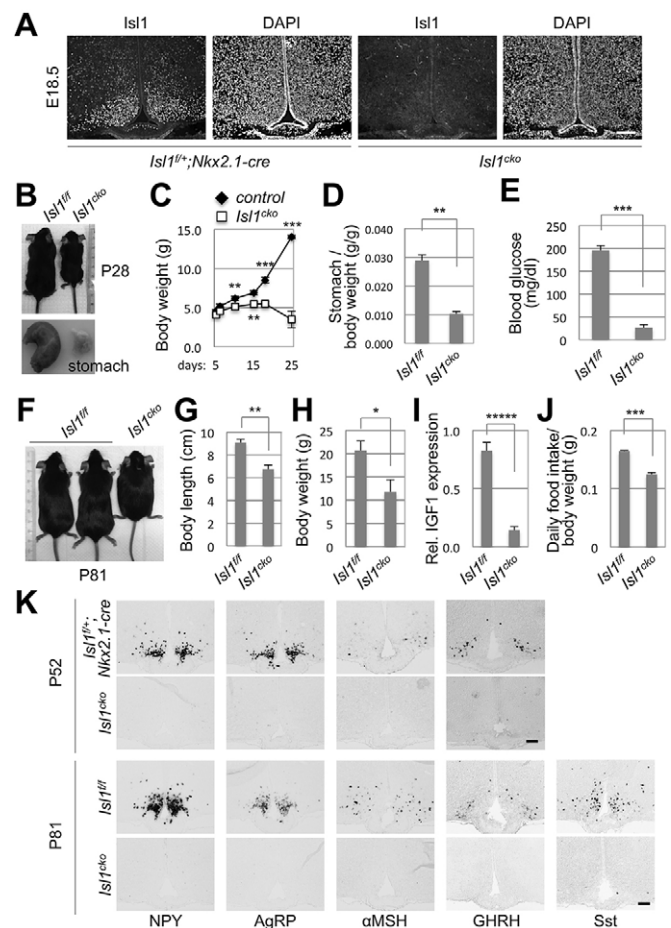 A
Isl1 DAPI Isl1 DAPI
E18.5
Isl1f/+;Nkx2.1-cre Isl1cko
B
Isl1f/f Isl1cko
P28
stomach
C
control
Isl1cko
Body weight (g)
15.0
10.0
5.0
0.0
** *** ***
**
days: 5 15 25
D
Stomach /
body weight (g/g)
0.040
0.030
0.020
0.010
0.000
**
Isl1f/f Isl1cko
E
Blood glucose
(mg/dl)
250
200
150
100
50
0
***
Isl1f/f Isl1cko
F
Isl1f/f Isl1cko
P81
G
Body length (cm)
10
8
6
4
2
0
**
Isl1f/f Isl1cko
H
Body weight (g)
25
20
15
10
5
0
*
Isl1f/f Isl1cko
I
Rel. IGF1 expression
1.0
0.5
0.0
*****
Isl1f/f Isl1cko
J
Daily food intake/
body weight (g)
0.2
0.1
0.0
***
Isl1f/f Isl1cko
K
P52
Isl1f/+;
Nkx2.1-cre
Isl1cko
P81
Isl1f/f
Isl1cko
NPY AgRP αMSH GHRH Sst